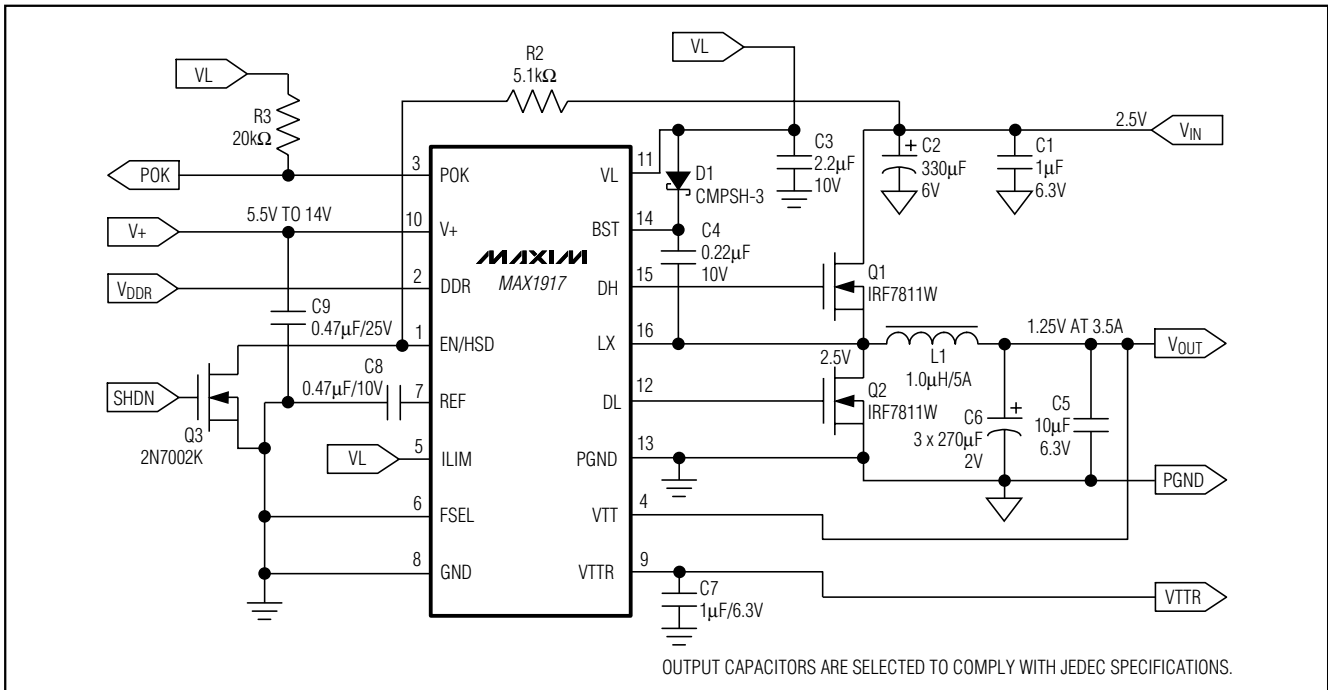 VL
R3
20kΩ
POK
5.5V TO 14V
V+
VDDR
C9
0.47µF/25V
SHDN
Q3
2N7002K
C8
0.47µF/10V
VL
R2
5.1kΩ
3 POK
10 V+
2 DDR
1 EN/HSD
7 REF
5 ILIM
6 FSEL
8 GND
MAXIM
MAX1917
VL 11
BST 14
DH 15
LX 16
DL 12
PGND 13
VTT 4
VTTR 9
VL
D1
CMPSH-3
C3
2.2µF
10V
C4
0.22µF
10V
+ C2
330µF
6V
C1
1µF
6.3V
2.5V
VIN
Q1
IRF7811W
2.5V
Q2
IRF7811W
L1
1.0µH/5A
1.25V AT 3.5A
VOUT
+
C6
3 x 270µF
2V
C5
10µF
6.3V
PGND
C7
1µF/6.3V
VTTR
OUTPUT CAPACITORS ARE SELECTED TO COMPLY WITH JEDEC SPECIFICATIONS.